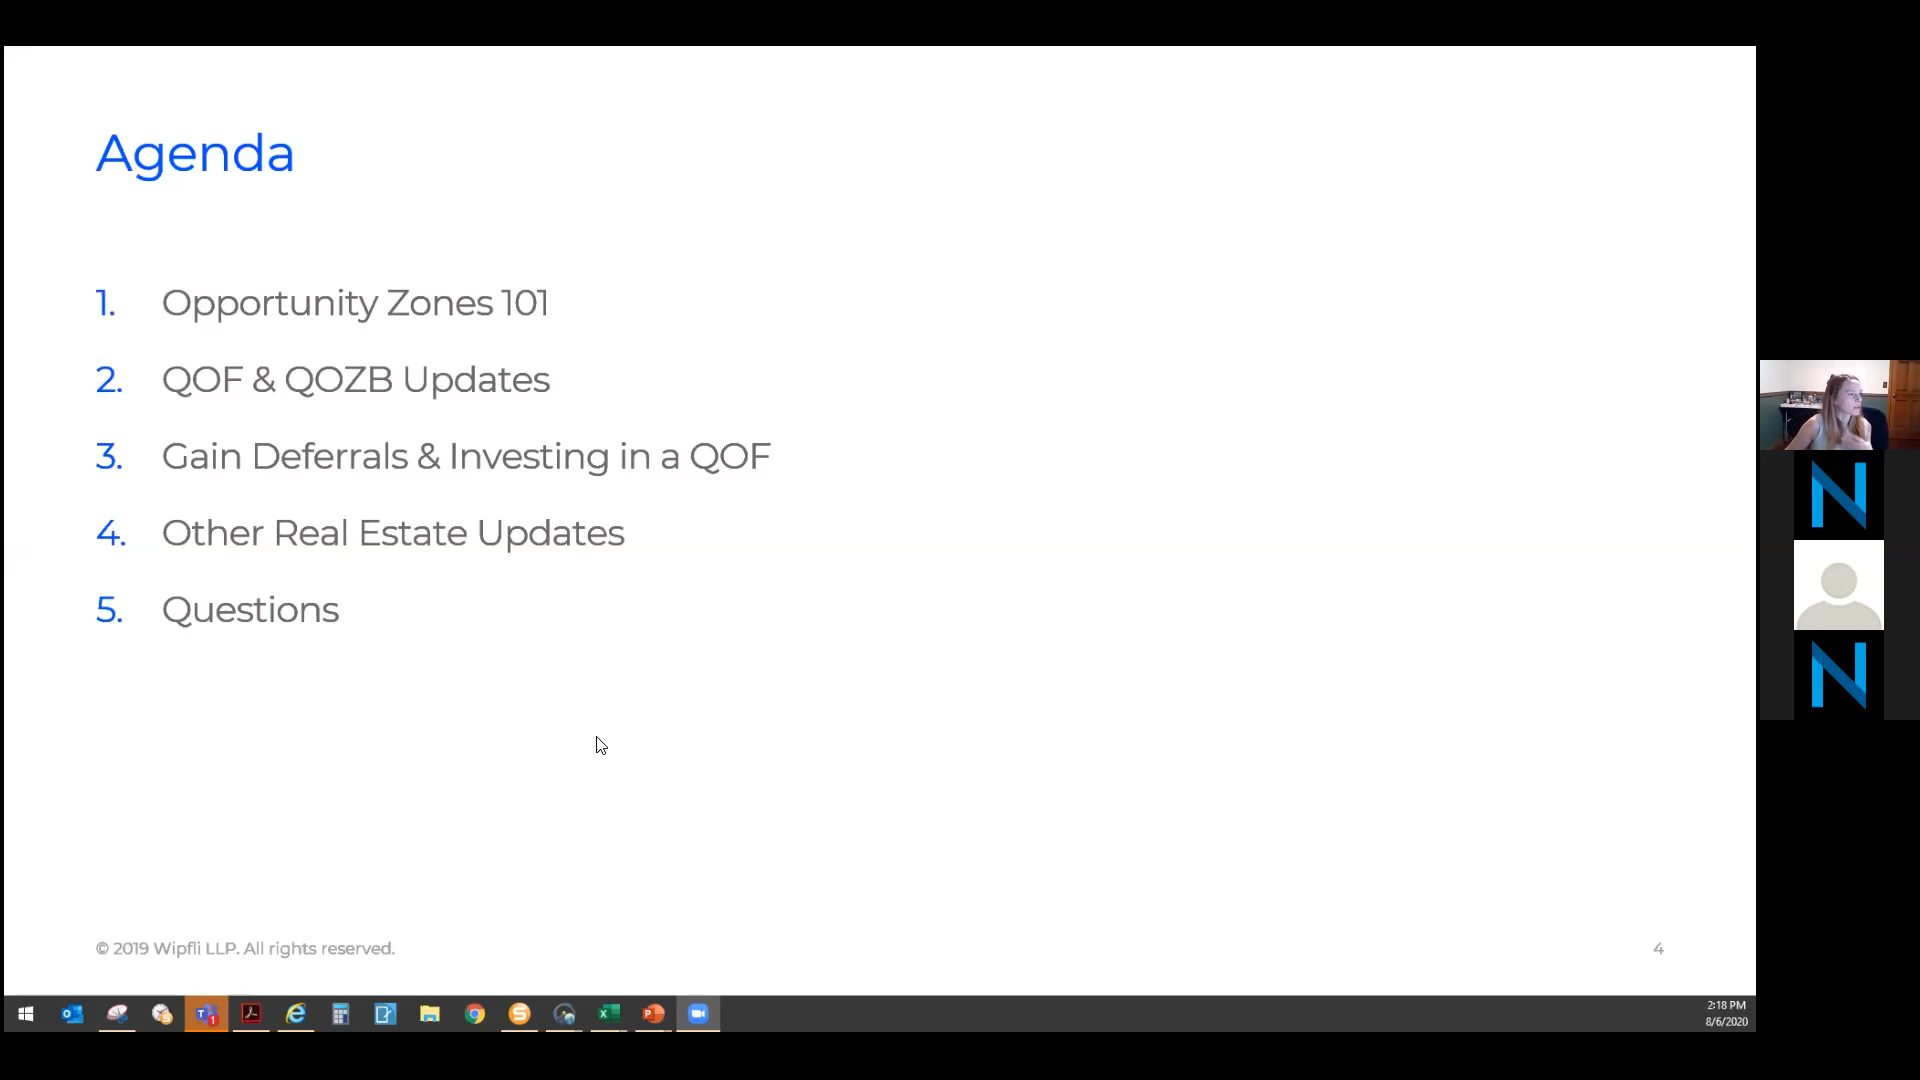 Agenda
1. Opportunity Zones 101
2. QOF & QOZB Updates
3. Gain Deferrals & Investing in a QOF
4. Other Real Estate Updates
5. Questions
© 2019 Wipfli LLP. All rights reserved.
4
2:18 PM
8/6/2020